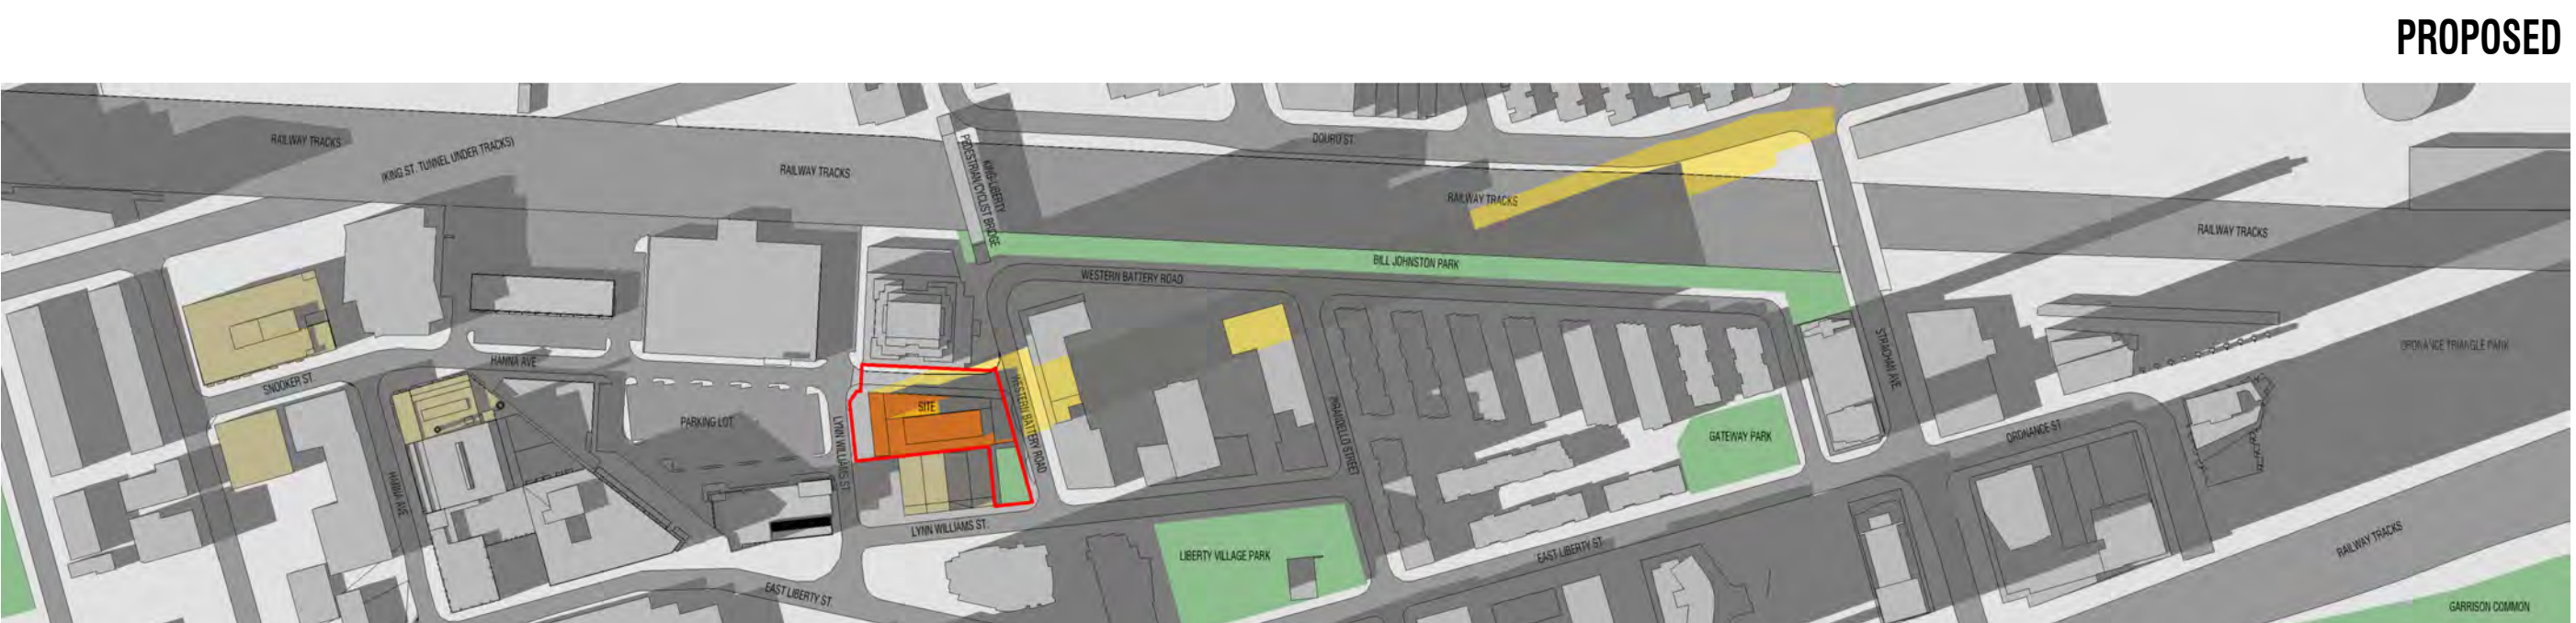 PROPOSED
RAILWAY TRACKS
(KING ST. TUNNEL UNDER TRACKS)
RAILWAY TRACKS
KING-LIBERTY
PEDESTRIAN/CYCLIST BRIDGE
DOURO ST.
RAILWAY TRACKS
RAILWAY TRACKS
BILL JOHNSTON PARK
WESTERN BATTERY ROAD
STRACHAN AVE.
ORDNANCE TRIANGLE PARK
HANNA AVE
SNOOKER ST.
SITE
WESTERN BATTERY ROAD
PIRANDELLO STREET
PARKING LOT
LYNN WILLIAMS ST.
GATEWAY PARK
ORDNANCE ST.
HANNA AVE
LYNN WILLIAMS ST.
LIBERTY VILLAGE PARK
EAST LIBERTY ST.
RAILWAY TRACKS
EAST LIBERTY ST.
GARRISON COMMON